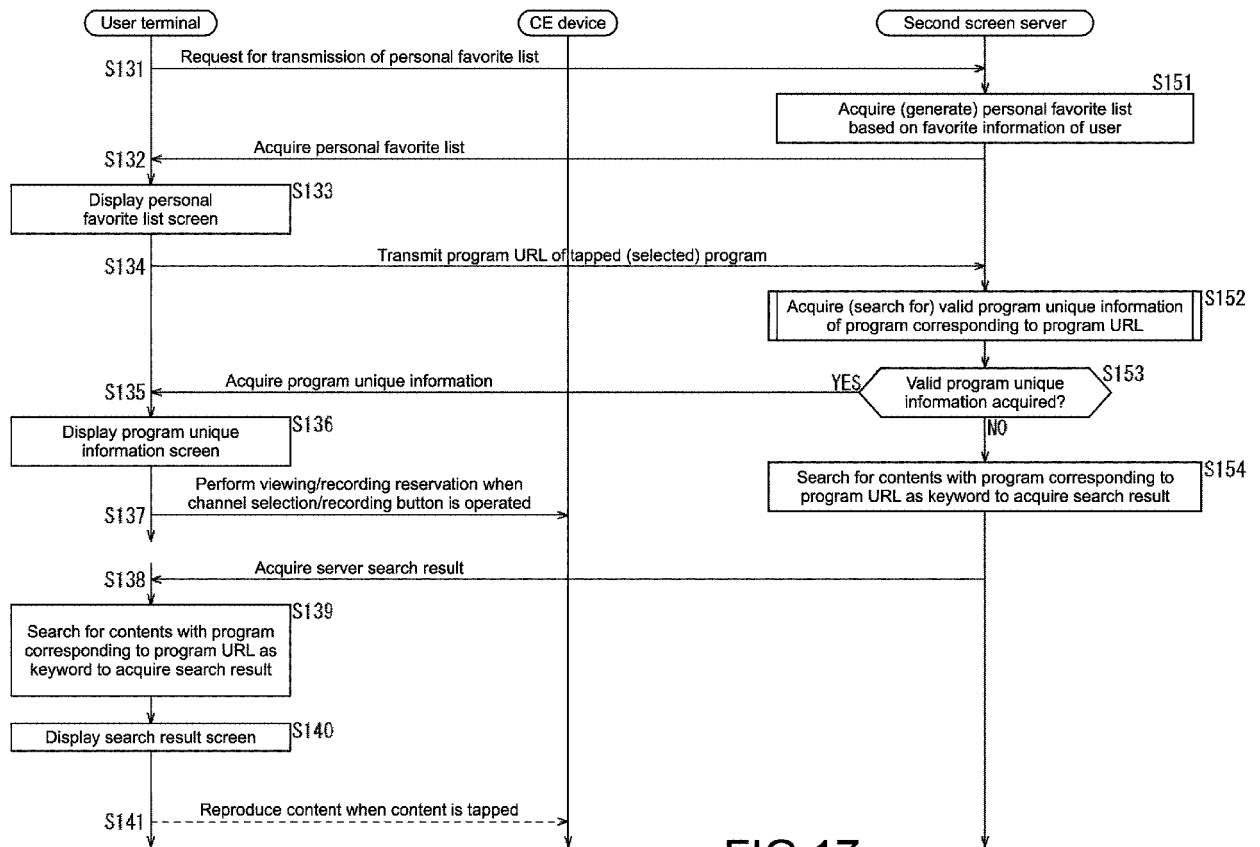 User terminal
CE device
Second screen server
Request for transmission of personal favorite list
S131
S151
Acquire (generate) personal favorite list
based on favorite information of user
Acquire personal favorite list
S132
S133
Display personal
favorite list screen
Transmit program URL of tapped (selected) program
S134
S152
Acquire (search for) valid program unique information
of program corresponding to program URL
Acquire program unique information
YES
S153
S135
Valid program unique
information acquired?
S136
Display program unique
information screen
NO
S154
Search for contents with program corresponding to
program URL as keyword to acquire search result
Perform viewing/recording reservation when
channel selection/recording button is operated
S137
Acquire server search result
S138
S139
Search for contents with program
corresponding to program URL as
keyword to acquire search result
S140
Display search result screen
Reproduce content when content is tapped
S141